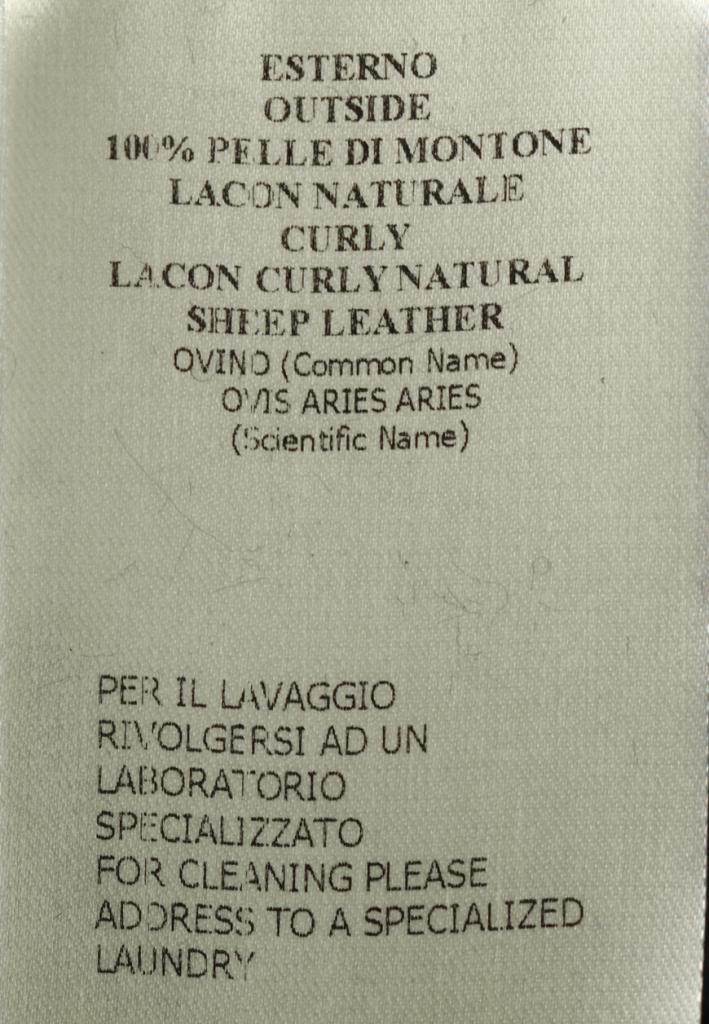 ESTERNO
OUTSIDE
100% PELLE DI MONTONE
LACON NATURALE
CURLY
LACON CURLY NATURAL
SHEEP LEATHER
OVINO (Common Name)
OVIS ARIES ARIES
(Scientific Name)
PER IL LAVAGGIO
RIVOLGERSI AD UN
LABORATORIO
SPECIALIZZATO
FOR CLEANING PLEASE
ADDRESS TO A SPECIALIZED
LAUNDRY